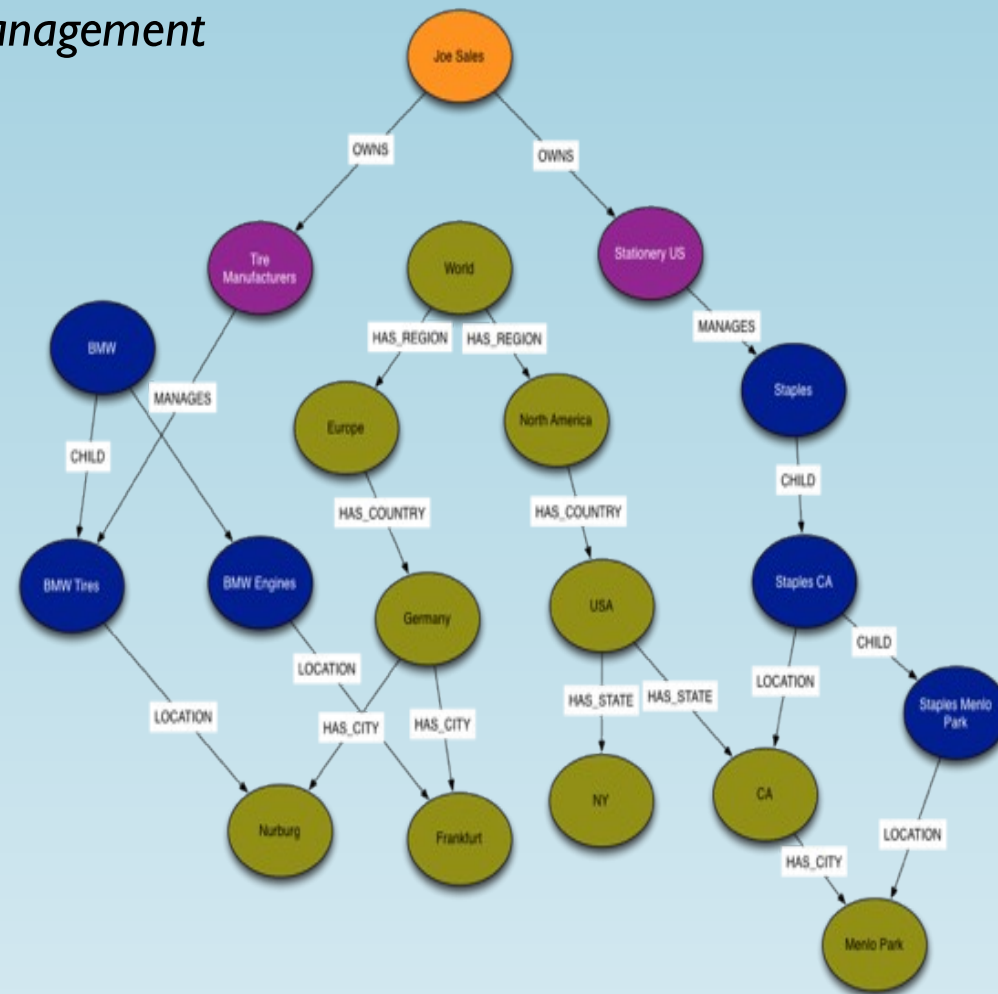 anagement
Joe Sales
OWNS
OWNS
Tire
Manufacturers
World
Stationery US
BMW
HAS_REGION
HAS_REGION
MANAGES
MANAGES
Staples
Europe
North America
CHILD
CHILD
HAS_COUNTRY
HAS_COUNTRY
BMW Tires
BMW Engines
Germany
USA
Staples CA
LOCATION
CHILD
LOCATION
HAS_STATE
HAS_STATE
Staples Menlo
Park
LOCATION
HAS_CITY
HAS_CITY
Nurburg
Frankfurt
NY
CA
LOCATION
HAS_CITY
Menlo Park